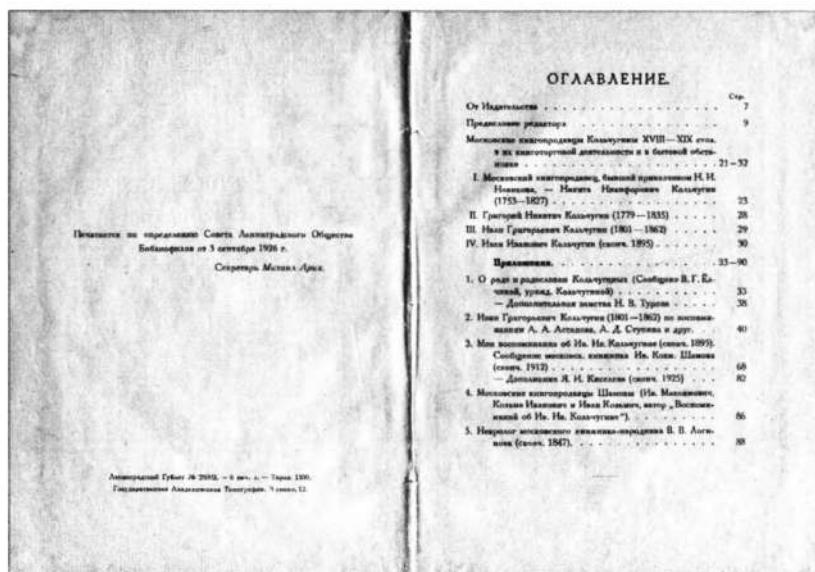 Печатается по определению Совета Ленинградского Общества
Библиофилов от 3 сентября 1926 г.
Секретарь Михаил
Ленинградский Гублит № — 6 печ. л. — Тираж
Государственная Академическая Типография. 12.
ОГЛАВЛЕНИЕ.
Стр.
От Издательства . . . . . 7
Предисловие редактора . . . . . 9
Московские книгопродавцы Кольчугины XVIII—XIX стол.
в их книготорговой деятельности и в бытовой обста-
новке . . . . . 21—32
I. Московский книгопродавец, бывший приказчиком Н. И.
Новикова, — Никита Никифорович Кольчугин
(1753—1827) . . . . . 23
II. Григорий Никитич Кольчугин (1779—1835) . . . . . 28
III. Иван Григорьевич Кольчугин (1801—1862) . . . . . 29
IV. Иван Иванович Кольчугин (сконч. 1895) . . . . . 30
Приложения. . . . . . 33—90
1. О роде и родословии Кольчугиных (Сообщено В. Г. Ел-
чиной, урожд. Кольчугиной) . . . . . 33
— Дополнительная заметка Н. В. Турова . . . . . 38
2. Иван Григорьевич Кольчугин (1801—1862) по воспоми-
наниям А. А. Астапова, А. Д. Ступина и друг. . . . 40
3. Мои воспоминания об Ив. Ив. Кольчугине (сконч. 1895).
Сообщение московск. книжника Ив. Козм. Шамова
(сконч. 1912) . . . . . 68
— Дополнения Я. И. Киселева (сконч. 1925) . . . 82
4. Московские книгопродавцы Шамовы (Ив. Максимович,
Козьма Иванович и Иван Козьмич, автор „Воспоми-
наний об Ив. Ив. Кольчугине“). . . . . 86
5. Некролог московского книжника-народника В. В. Логи-
нова (сконч. 1847). . . . . 88